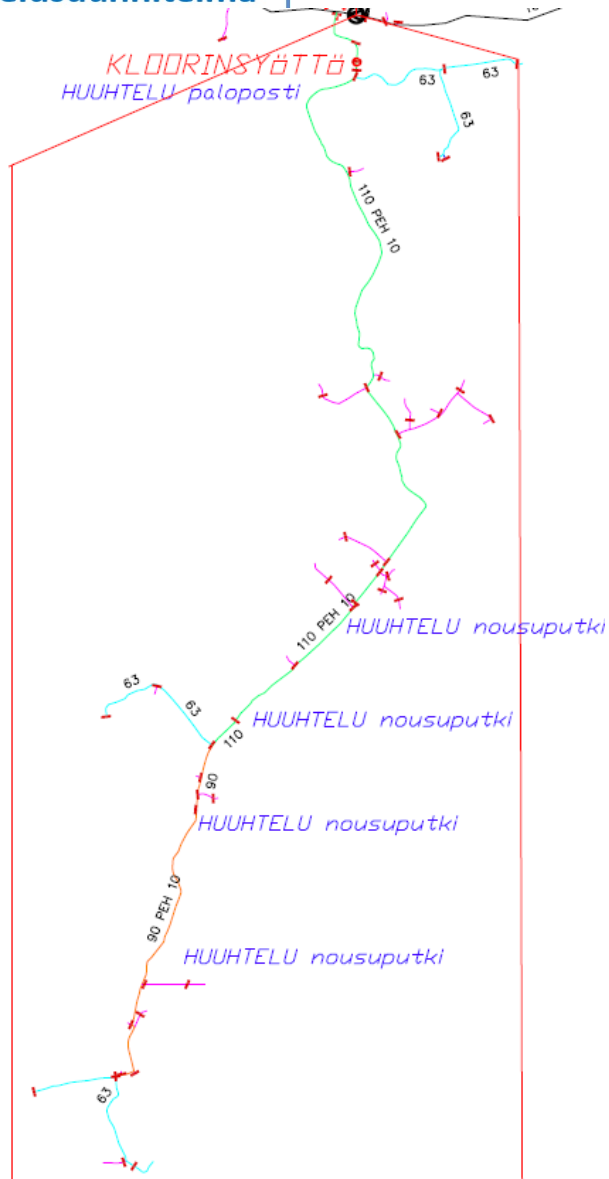 KLOORINSYöTTö
HUUHTELU paloposti
63
63
63
110 PEH 10
110 PEH 10
HUUHTELU nousuputki
63
63
HUUHTELU nousuputki
110
90
HUUHTELU nousuputki
90 PEH 10
HUUHTELU nousuputki
63